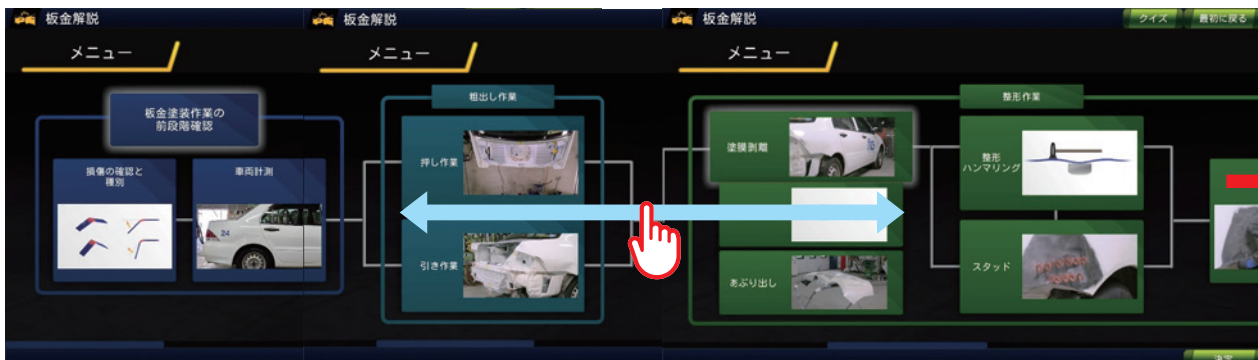 板金解説
メニュー
板金塗装作業の
前段階確認
損傷の確認と
種別
車両計測
24
板金解説
メニュー
粗出し作業
押し作業
引き作業
板金解説
クイズ
最初に戻る
メニュー
整形作業
塗膜剥離
あぶり出し
整形
ハンマリング
スタッド